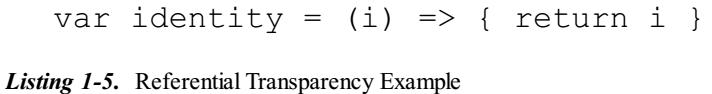 var identity = (i) => { return i }
Listing 1-5. Referential Transparency Example